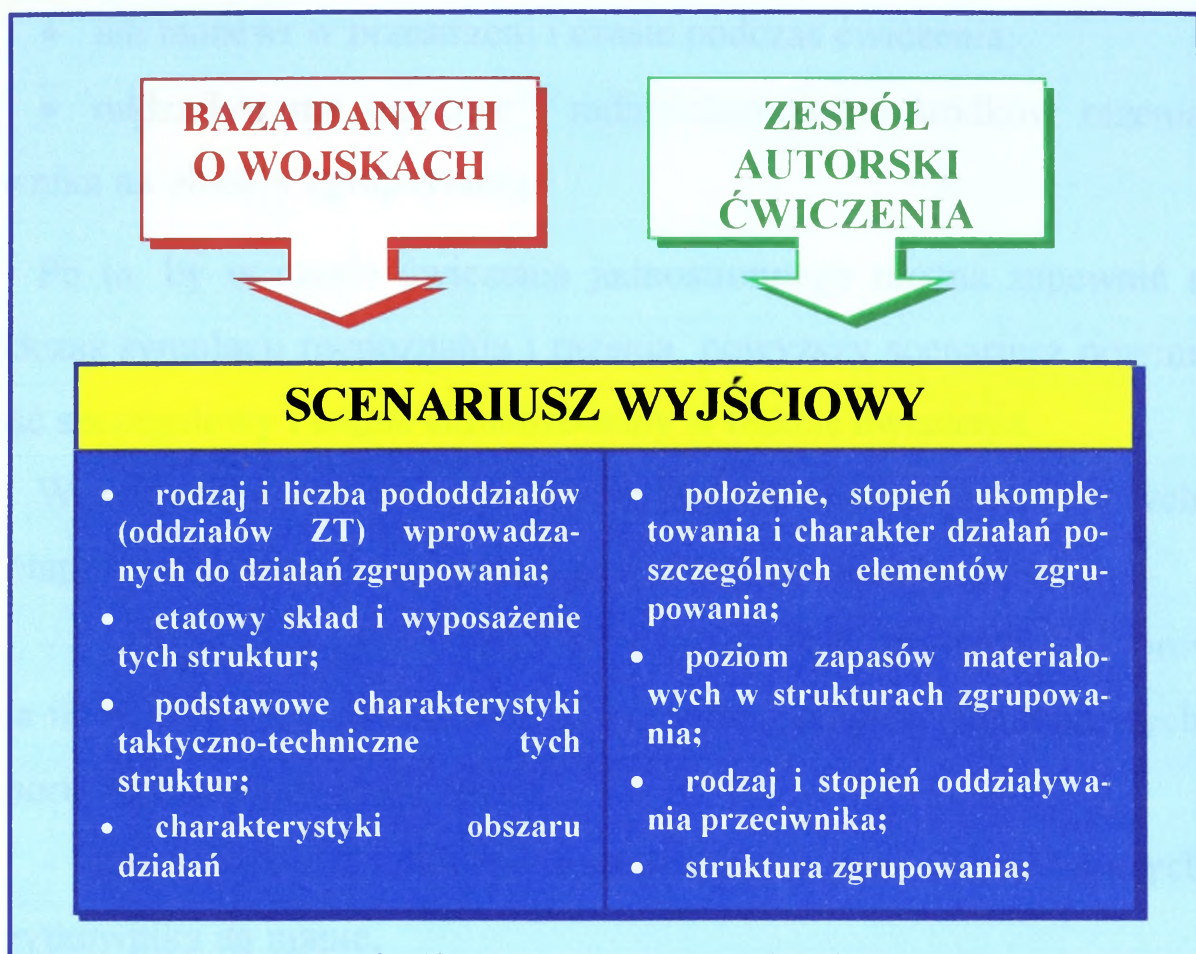 BAZA DANYCH
O WOJSKACH
ZESPÓŁ
AUTORSKI
ĆWICZENIA
SCENARIUSZ WYJŚCIOWY
• rodzaj i liczba pododdziałów
(oddziałów ZT) wprowadza-
nych do działań zgrupowania;
• etatowy skład i wyposażenie
tych struktur;
• podstawowe charakterystyki
taktyczno-techniczne tych
struktur;
• charakterystyki obszaru
działań
• położenie, stopień ukomple-
towania i charakter działań po-
szczególnych elementów zgru-
powania;
• poziom zapasów materiało-
wych w strukturach zgrupowa-
nia;
• rodzaj i stopień oddziaływa-
nia przeciwnika;
• struktura zgrupowania;